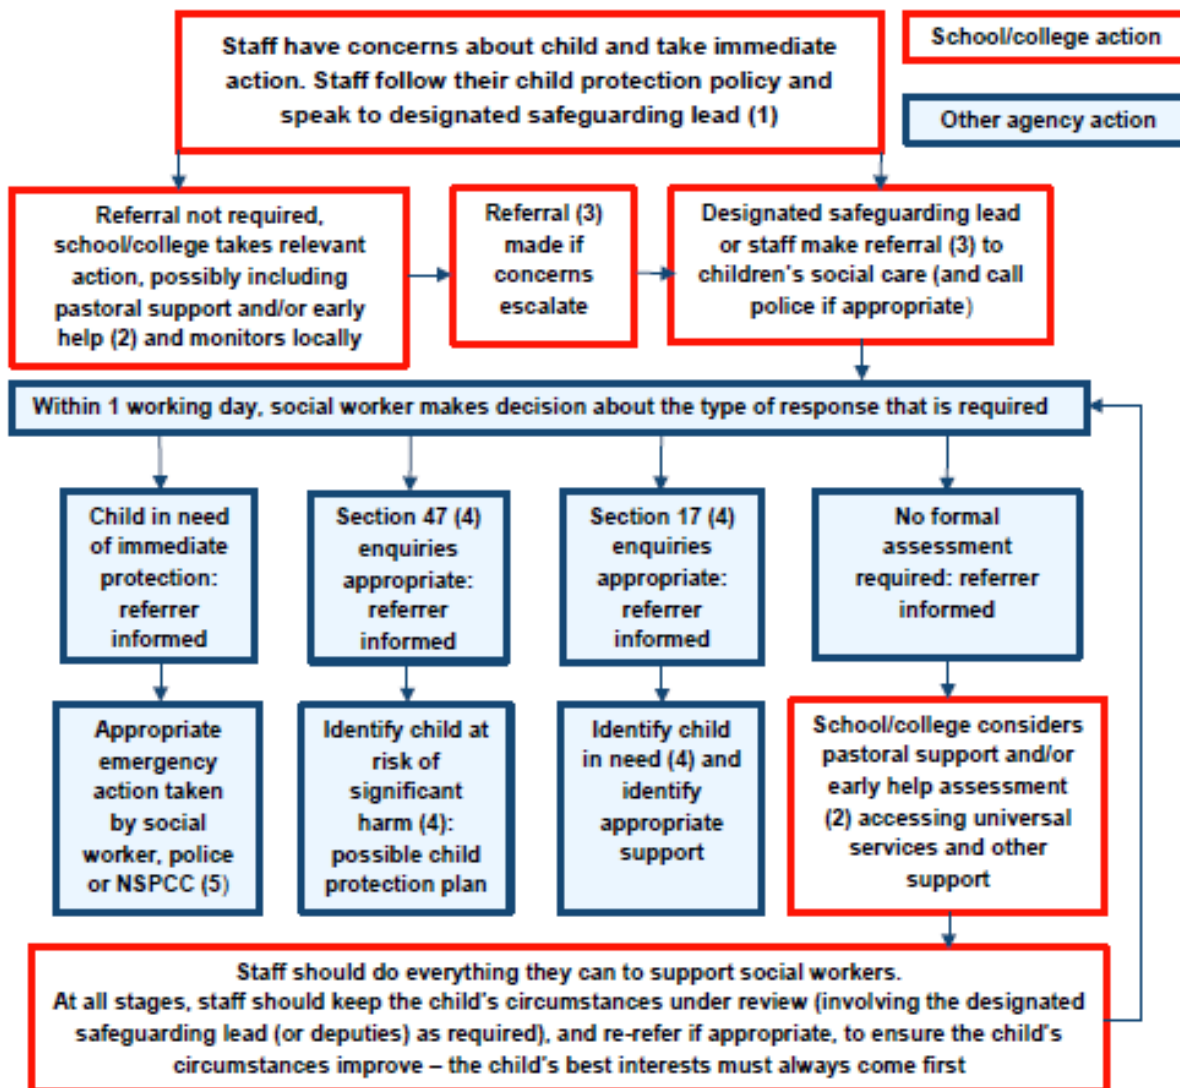 Staff have concerns about child and take immediate
action. Staff follow their child protection policy and
speak to designated safeguarding lead (1)
School/college action
Other agency action
Referral not required,
school/college takes relevant
action, possibly including
pastoral support and/or early
help (2) and monitors locally
Referral (3)
made if
concerns
escalate
Designated safeguarding lead
or staff make referral (3) to
children's social care (and call
police if appropriate)
Within 1 working day, social worker makes decision about the type of response that is required
Child in need
of immediate
protection:
referrer
informed
Section 47 (4)
enquiries
appropriate:
referrer
informed
Section 17 (4)
enquiries
appropriate:
referrer
informed
No formal
assessment
required: referrer
informed
Appropriate
emergency
action taken
by social
worker, police
or NSPCC (5)
Identify child at
risk of
significant
harm (4):
possible child
protection plan
Identify child
in need (4) and
identify
appropriate
support
School/college considers
pastoral support and/or
early help assessment
(2) accessing universal
services and other
support
Staff should do everything they can to support social workers.
At all stages, staff should keep the child's circumstances under review (involving the designated
safeguarding lead (or deputies) as required), and re-refer if appropriate, to ensure the child's
circumstances improve – the child's best interests must always come first